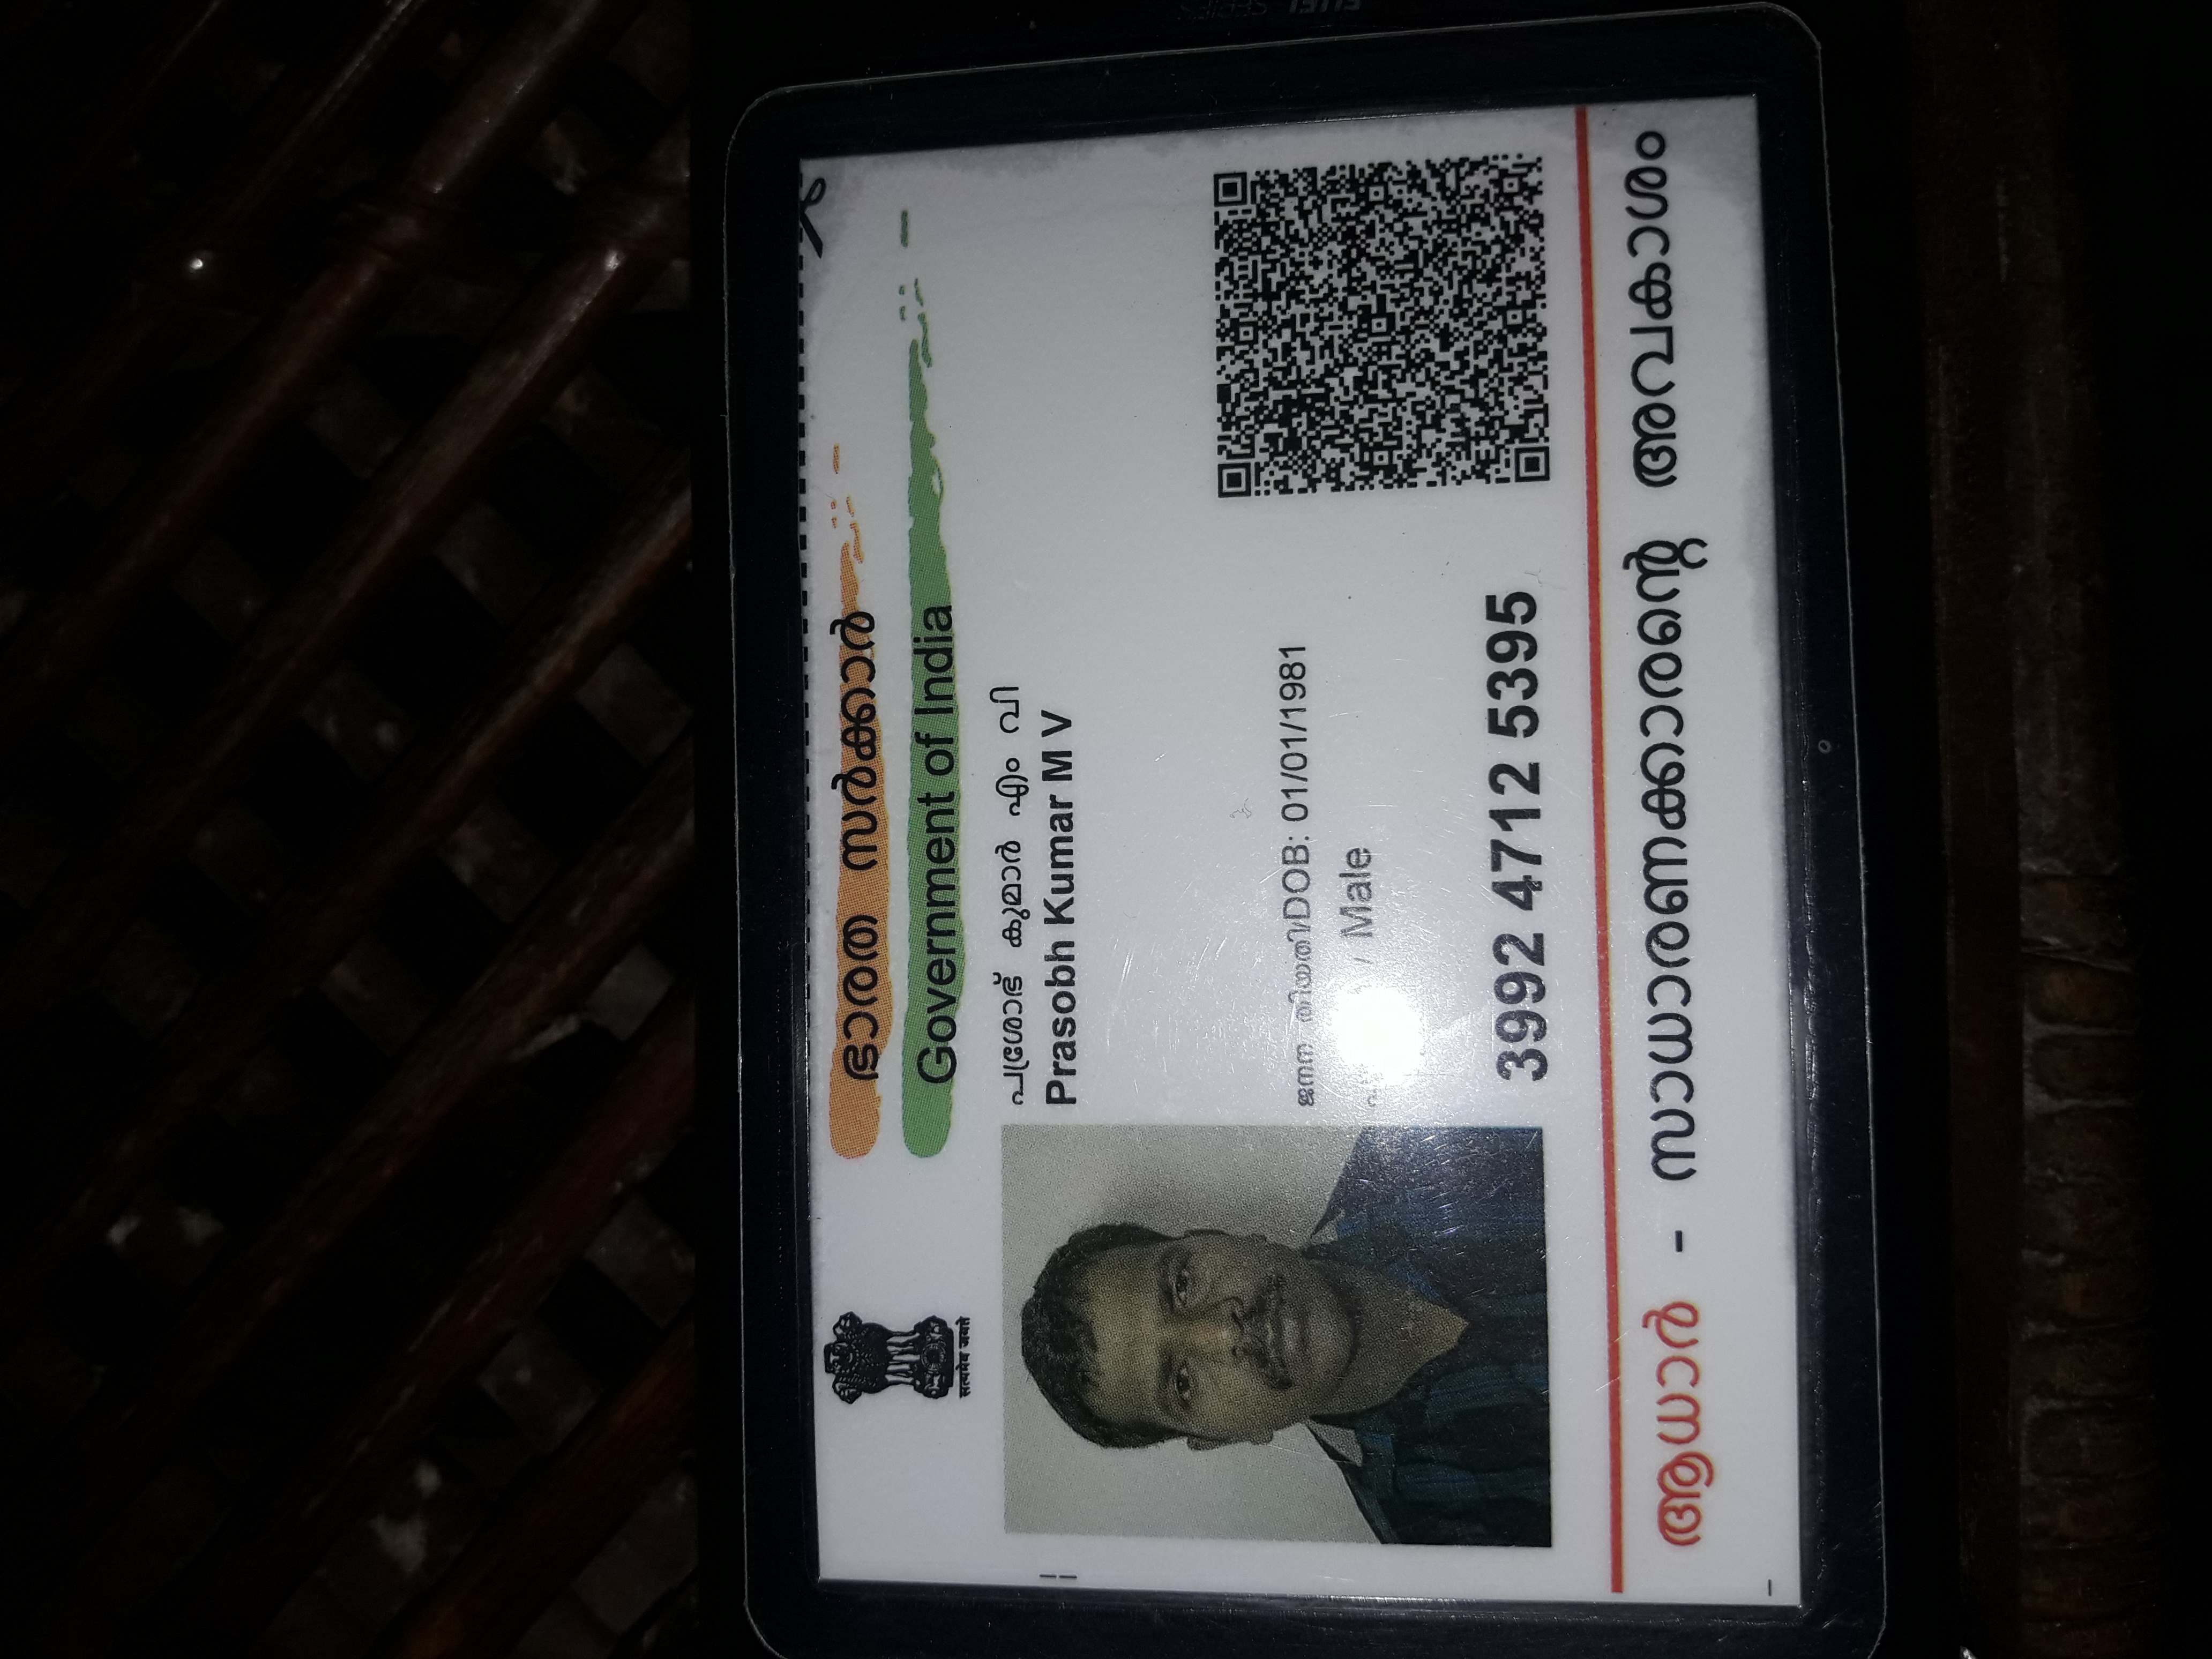 ഭാരത സർക്കാർ
Government of India
सत्यमेव जयते
പ്രശോഭ് കുമാർ എം വി
Prasobh Kumar M V
ജനന തിയതി/DOB: 01/01/1981
/ Male
3992 4712 5395
ആധാർ - സാധാരണക്കാരന്റെ അവകാശം